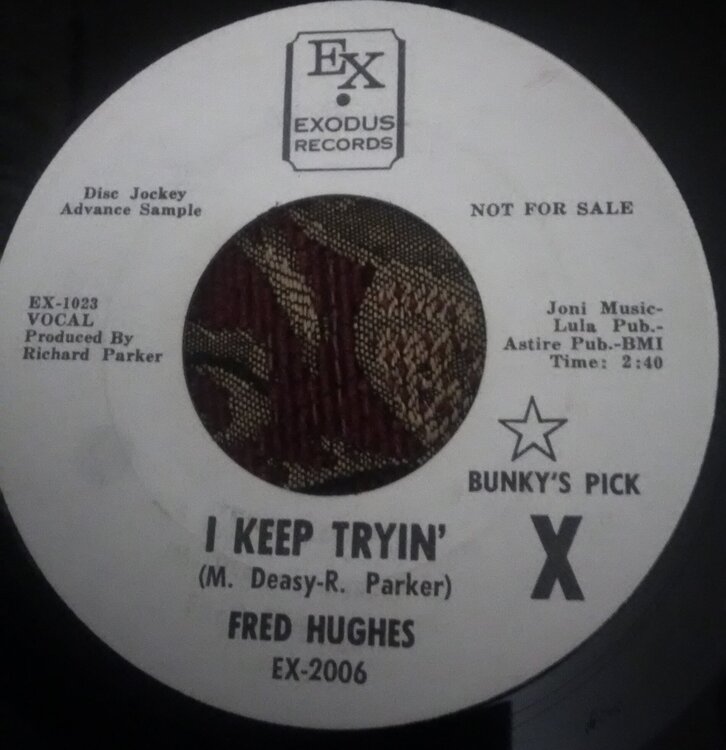 EX
EXODUS
RECORDS
Disc Jockey
Advance Sample
NOT FOR SALE
EX-1023
VOCAL
Produced By
Richard Parker
Joni Music-
Lula Pub.-
Astire Pub.-BMI
Time: 2:40
BUNKY'S PICK
X
I KEEP TRYIN'
(M. Deasy-R. Parker)
FRED HUGHES
EX-2006